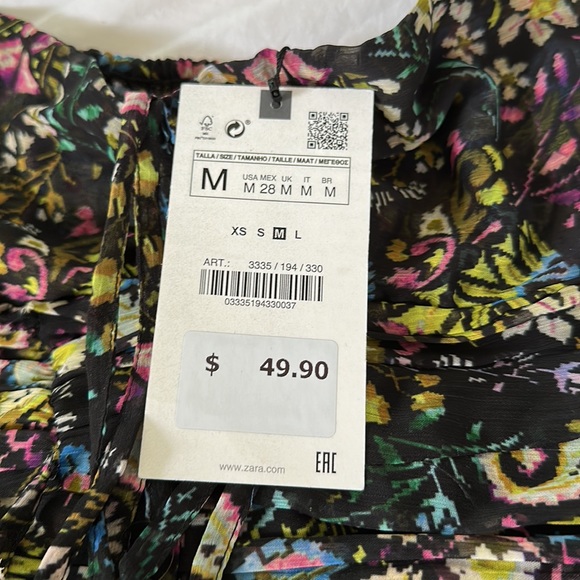 FSC
TALLA / SIZE / TAMANHO / TAILLE / MAAT / ΜΕΓΕΘΟΣ
M
USA MEX UK IT BR
M 28 M M M
XS S M L
ART.: 3335 / 194 / 330
03335194330037
$ 49.90
www.zara.com
EAC